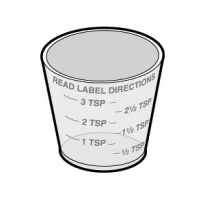 READ LABEL DIRECTIONS
3 TSP
2½ TSP
2 TSP
1½ TSP
1 TSP
½ TSP